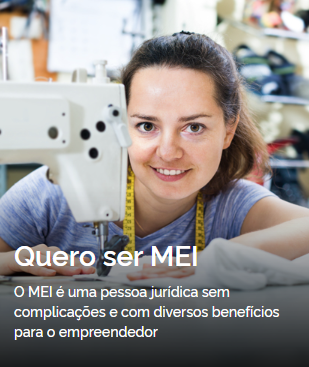 Quero ser MEI
O MEI é uma pessoa jurídica sem
complicações e com diversos benefícios
para o empreendedor